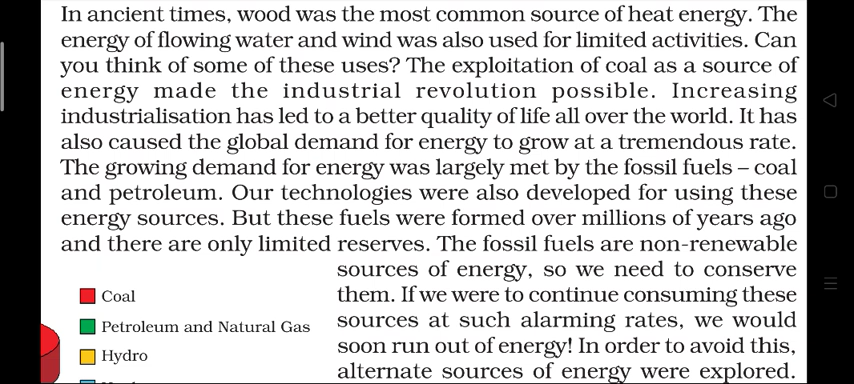 In ancient times, wood was the most common source of heat energy. The
energy of flowing water and wind was also used for limited activities. Can
you think of some of these uses? The exploitation of coal as a source of
energy made the industrial revolution possible. Increasing
industrialisation has led to a better quality of life all over the world. It has
also caused the global demand for energy to grow at a tremendous rate.
The growing demand for energy was largely met by the fossil fuels – coal
and petroleum. Our technologies were also developed for using these
energy sources. But these fuels were formed over millions of years ago
and there are only limited reserves. The fossil fuels are non-renewable
sources of energy, so we need to conserve
them. If we were to continue consuming these
sources at such alarming rates, we would
soon run out of energy! In order to avoid this,
alternate sources of energy were explored.
Coal
Petroleum and Natural Gas
Hydro